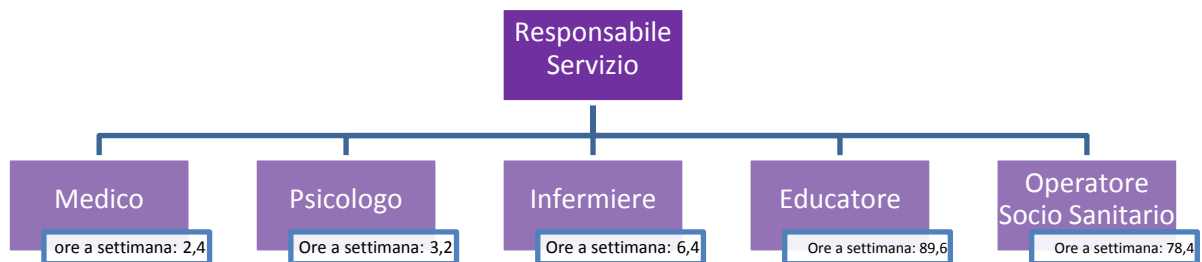 Responsabile
Servizio
Medico
ore a settimana: 2,4
Psicologo
Ore a settimana: 3,2
Infermiere
Ore a settimana: 6,4
Educatore
Ore a settimana: 89,6
Operatore
Socio Sanitario
Ore a settimana: 78,4